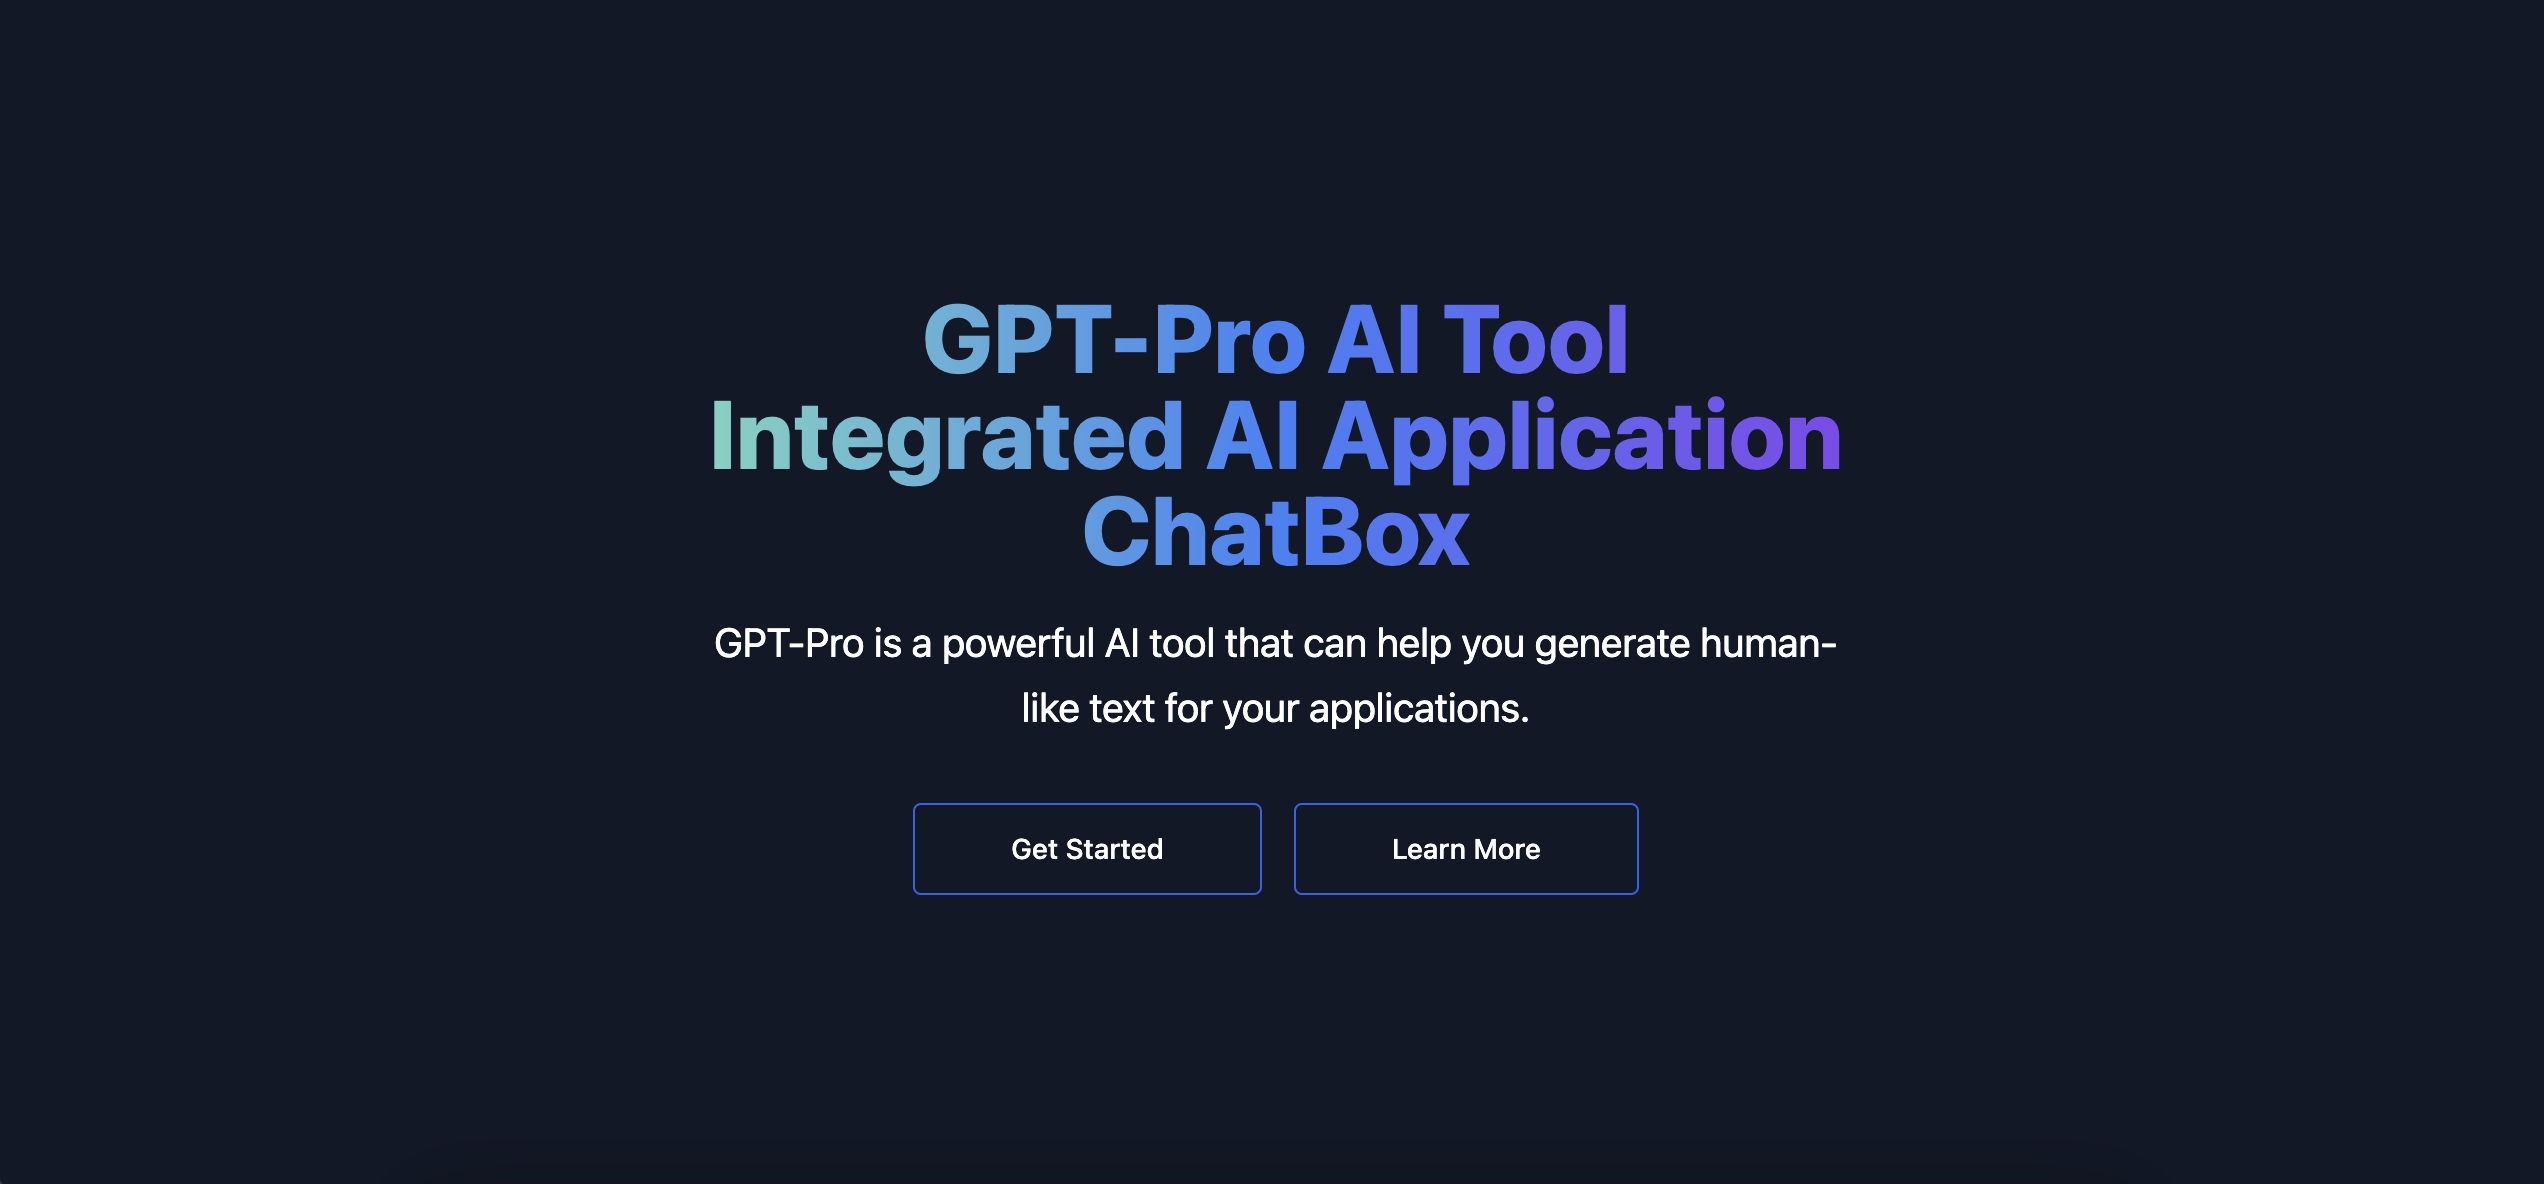 GPT-Pro AI Tool
Integrated AI Application
ChatBox
GPT-Pro is a powerful AI tool that can help you generate human-
like text for your applications.
Get Started
Learn More